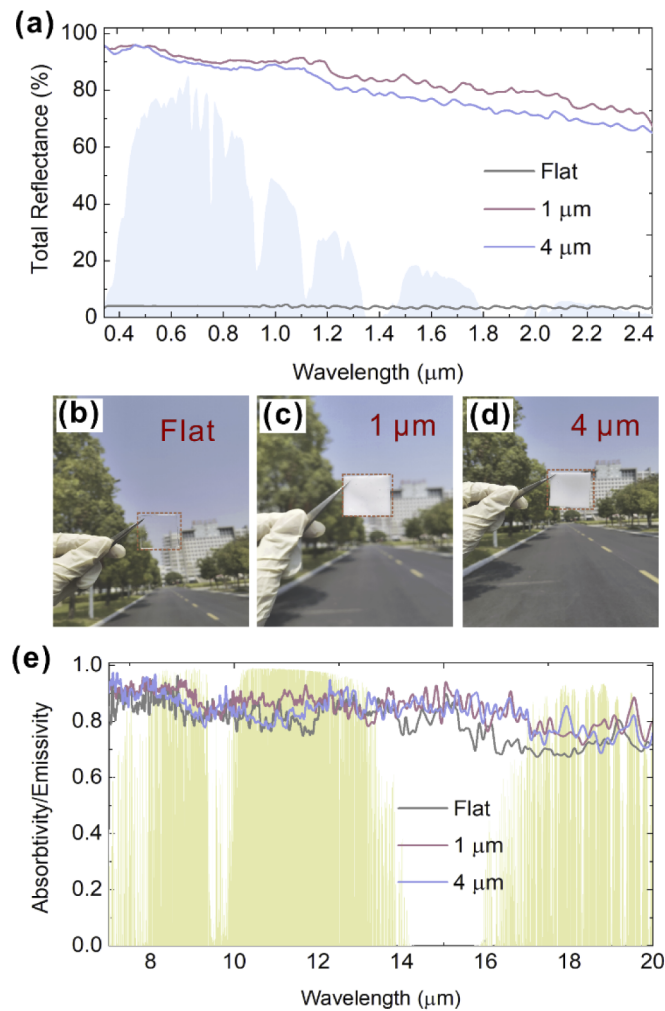 (a)
100
80
60
40
20
0
Total Reflectance (%)
Flat
1 μm
4 μm
0.4 0.6 0.8 1.0 1.2 1.4 1.6 1.8 2.0 2.2 2.4
Wavelength (μm)
(b) Flat
(c) 1 μm
(d) 4 μm
(e)
1.0
0.8
0.6
0.4
0.2
0.0
Absorbtivity/Emissivity
Flat
1 μm
4 μm
8 10 12 14 16 18 20
Wavelength (μm)